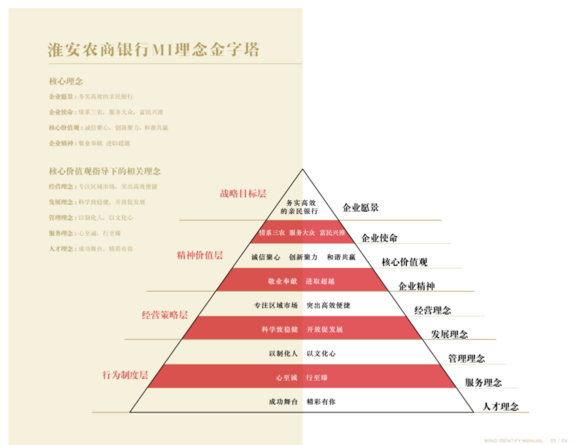 淮安农商银行MI理念金字塔
核心理念
企业愿景：务实高效的亲民银行
企业使命：情系三农，服务大众，富民兴淮
核心价值观：诚信聚心，创新聚力，和谐共赢
企业精神：敬业奉献 进取超越
核心价值观指导下的相关理念
经营理念：专注区域市场，突出高效便捷
发展理念：科学致稳健，开放促发展
管理理念：以制化人，以文化心
服务理念：心至诚，行至臻
人才理念：成功舞台，精彩有你
战略目标层
务实高效
的亲民银行
企业愿景
情系三农 服务大众 富民兴淮
企业使命
精神价值层
诚信聚心 创新聚力 和谐共赢
核心价值观
敬业奉献 进取超越
企业精神
专注区域市场 突出高效便捷
经营理念
经营策略层
科学致稳健 开放促发展
发展理念
以制化人 以文化心
管理理念
行为制度层
心至诚 行至臻
服务理念
成功舞台 精彩有你
人才理念
MIND IDENTITY MANUAL